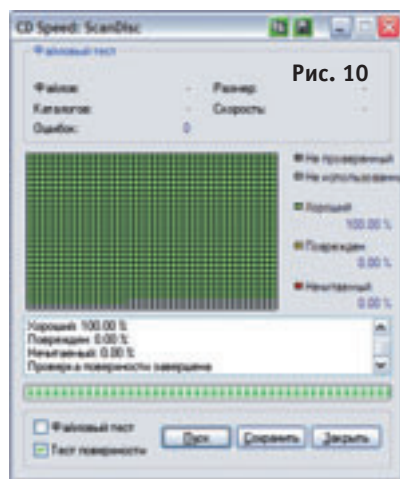 CD Speed: ScanDisc
Файловый тест
Рис. 10
Файлов: - Размер: -
Каталогов: - Скорость: -
Ошибок: 0
Не проверенный
Не использованн
Хороший
100.00 %
Поврежден
0.00 %
Нечитаемый
0.00 %
Хороший: 100.00 %
Поврежден: 0.00 %
Нечитаемый: 0.00 %
Проверка поверхности завершена
Файловый тест
Тест поверхности
Пуск Сохранить Закрыть